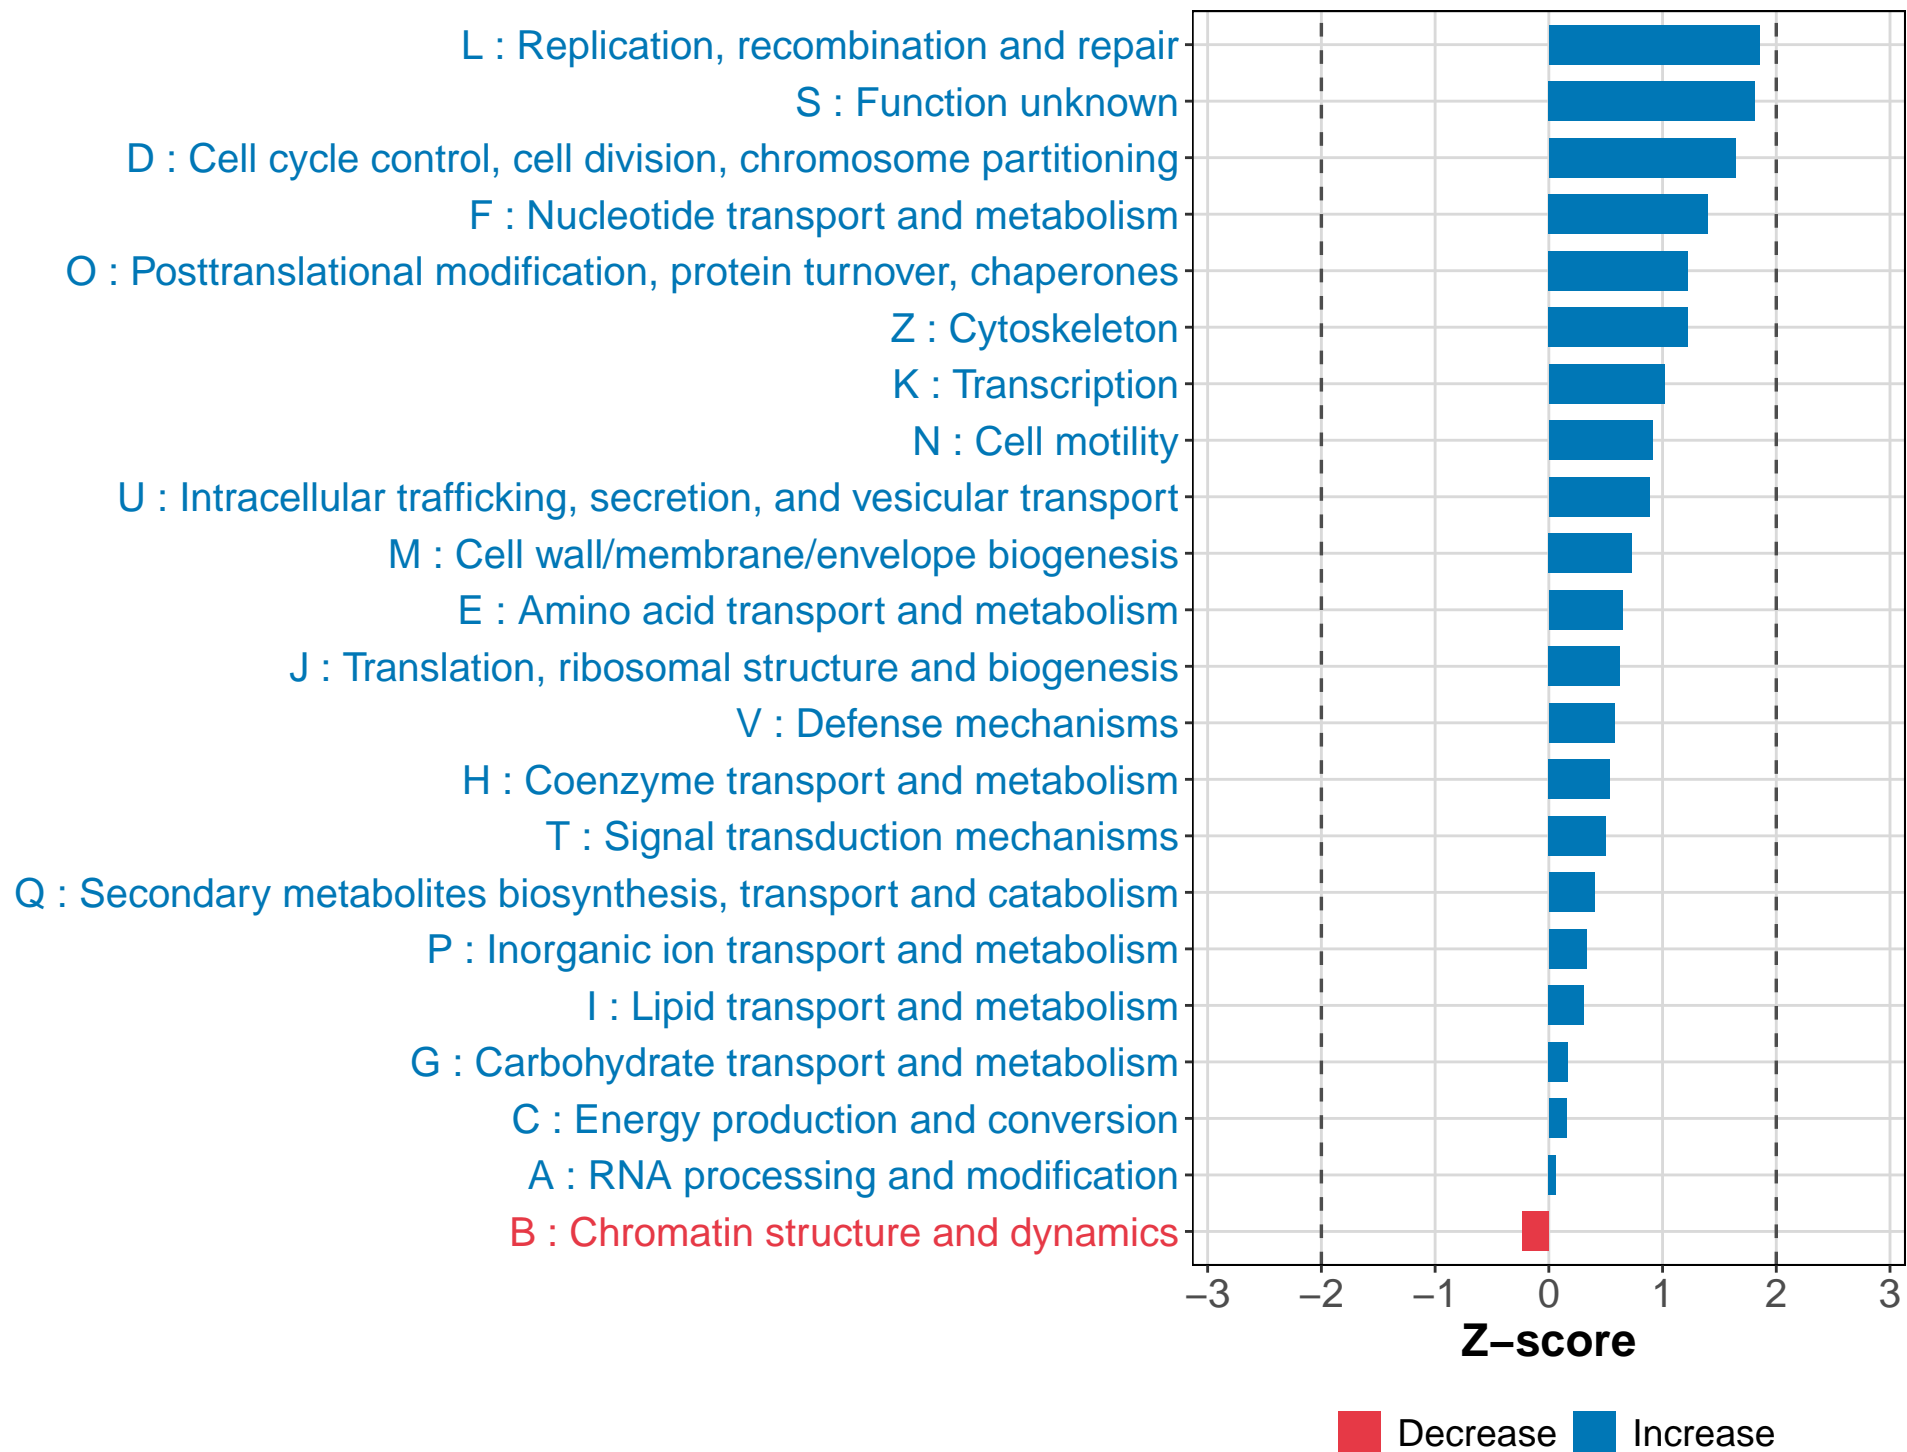 L : Replication, recombination and repair
S : Function unknown
D : Cell cycle control, cell division, chromosome partitioning
F : Nucleotide transport and metabolism
O : Posttranslational modification, protein turnover, chaperones
Z : Cytoskeleton
K : Transcription
N : Cell motility
U : Intracellular trafficking, secretion, and vesicular transport
M : Cell wall/membrane/envelope biogenesis
E : Amino acid transport and metabolism
J : Translation, ribosomal structure and biogenesis
V : Defense mechanisms
H : Coenzyme transport and metabolism
T : Signal transduction mechanisms
Q : Secondary metabolites biosynthesis, transport and catabolism
P : Inorganic ion transport and metabolism
I : Lipid transport and metabolism
G : Carbohydrate transport and metabolism
C : Energy production and conversion
A : RNA processing and modification
B : Chromatin structure and dynamics
−3 −2 −1 0 1 2 3
Z−score
Decrease Increase